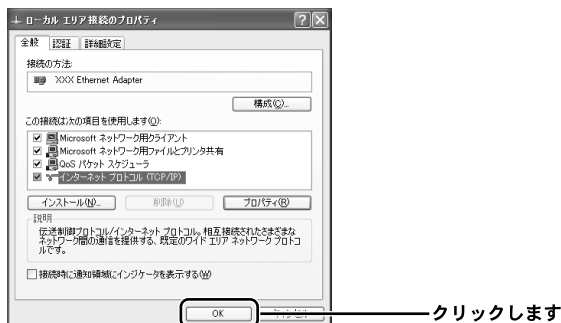 ローカル エリア接続のプロパティ
全般 認証 詳細設定
接続の方法:
XXX Ethernet Adapter
構成(C)...
この接続は次の項目を使用します(O):
Microsoft ネットワーク用クライアント
Microsoft ネットワーク用ファイルとプリンタ共有
QoS パケット スケジューラ
インターネット プロトコル (TCP/IP)
インストール(N)... 削除(U) プロパティ(R)
説明
伝送制御プロトコル/インターネット プロトコル。相互接続されたさまざまな
ネットワーク間の通信を提供する、既定のワイド エリア ネットワーク プロトコ
ルです。
接続時に通知領域にインジケータを表示する(W)
OK
クリックします